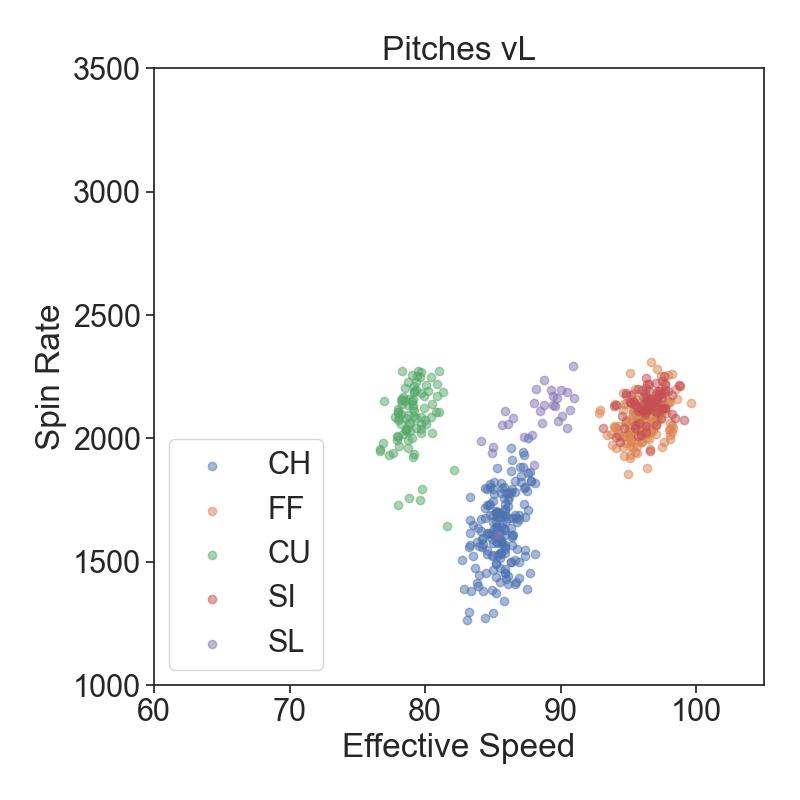 Pitches vL
3500
3000
2500
2000
1500
1000
Spin Rate
CH
FF
CU
SI
SL
60 70 80 90 100
Effective Speed